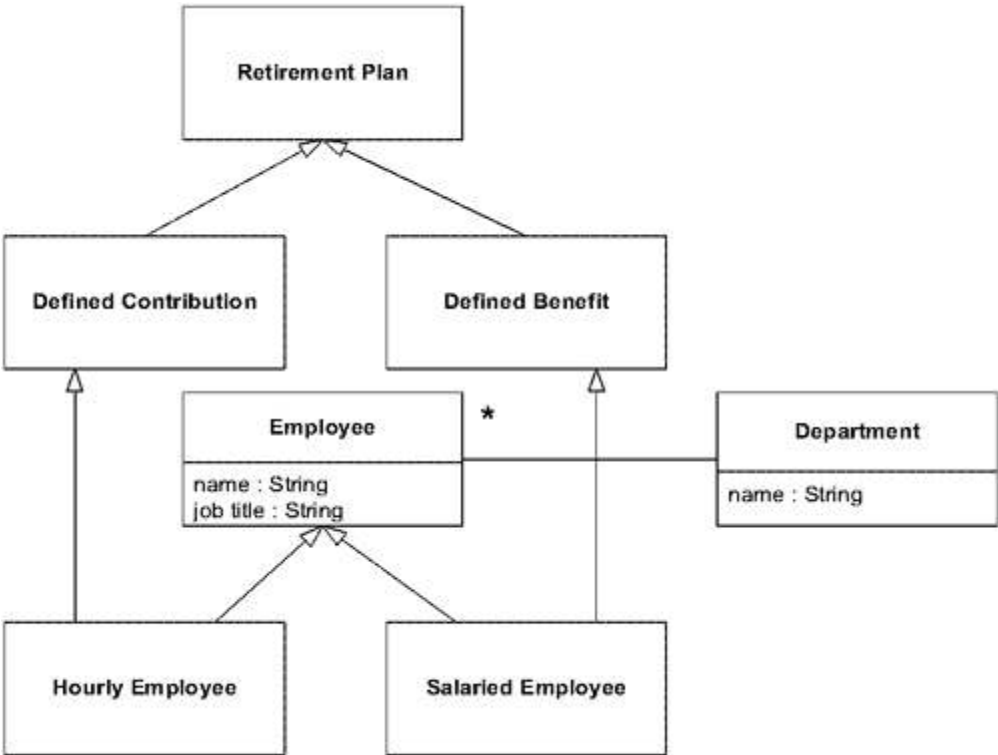 Retirement Plan
Defined Contribution
Defined Benefit
Employee
*
Department
name : String
job title : String
name : String
Hourly Employee
Salaried Employee